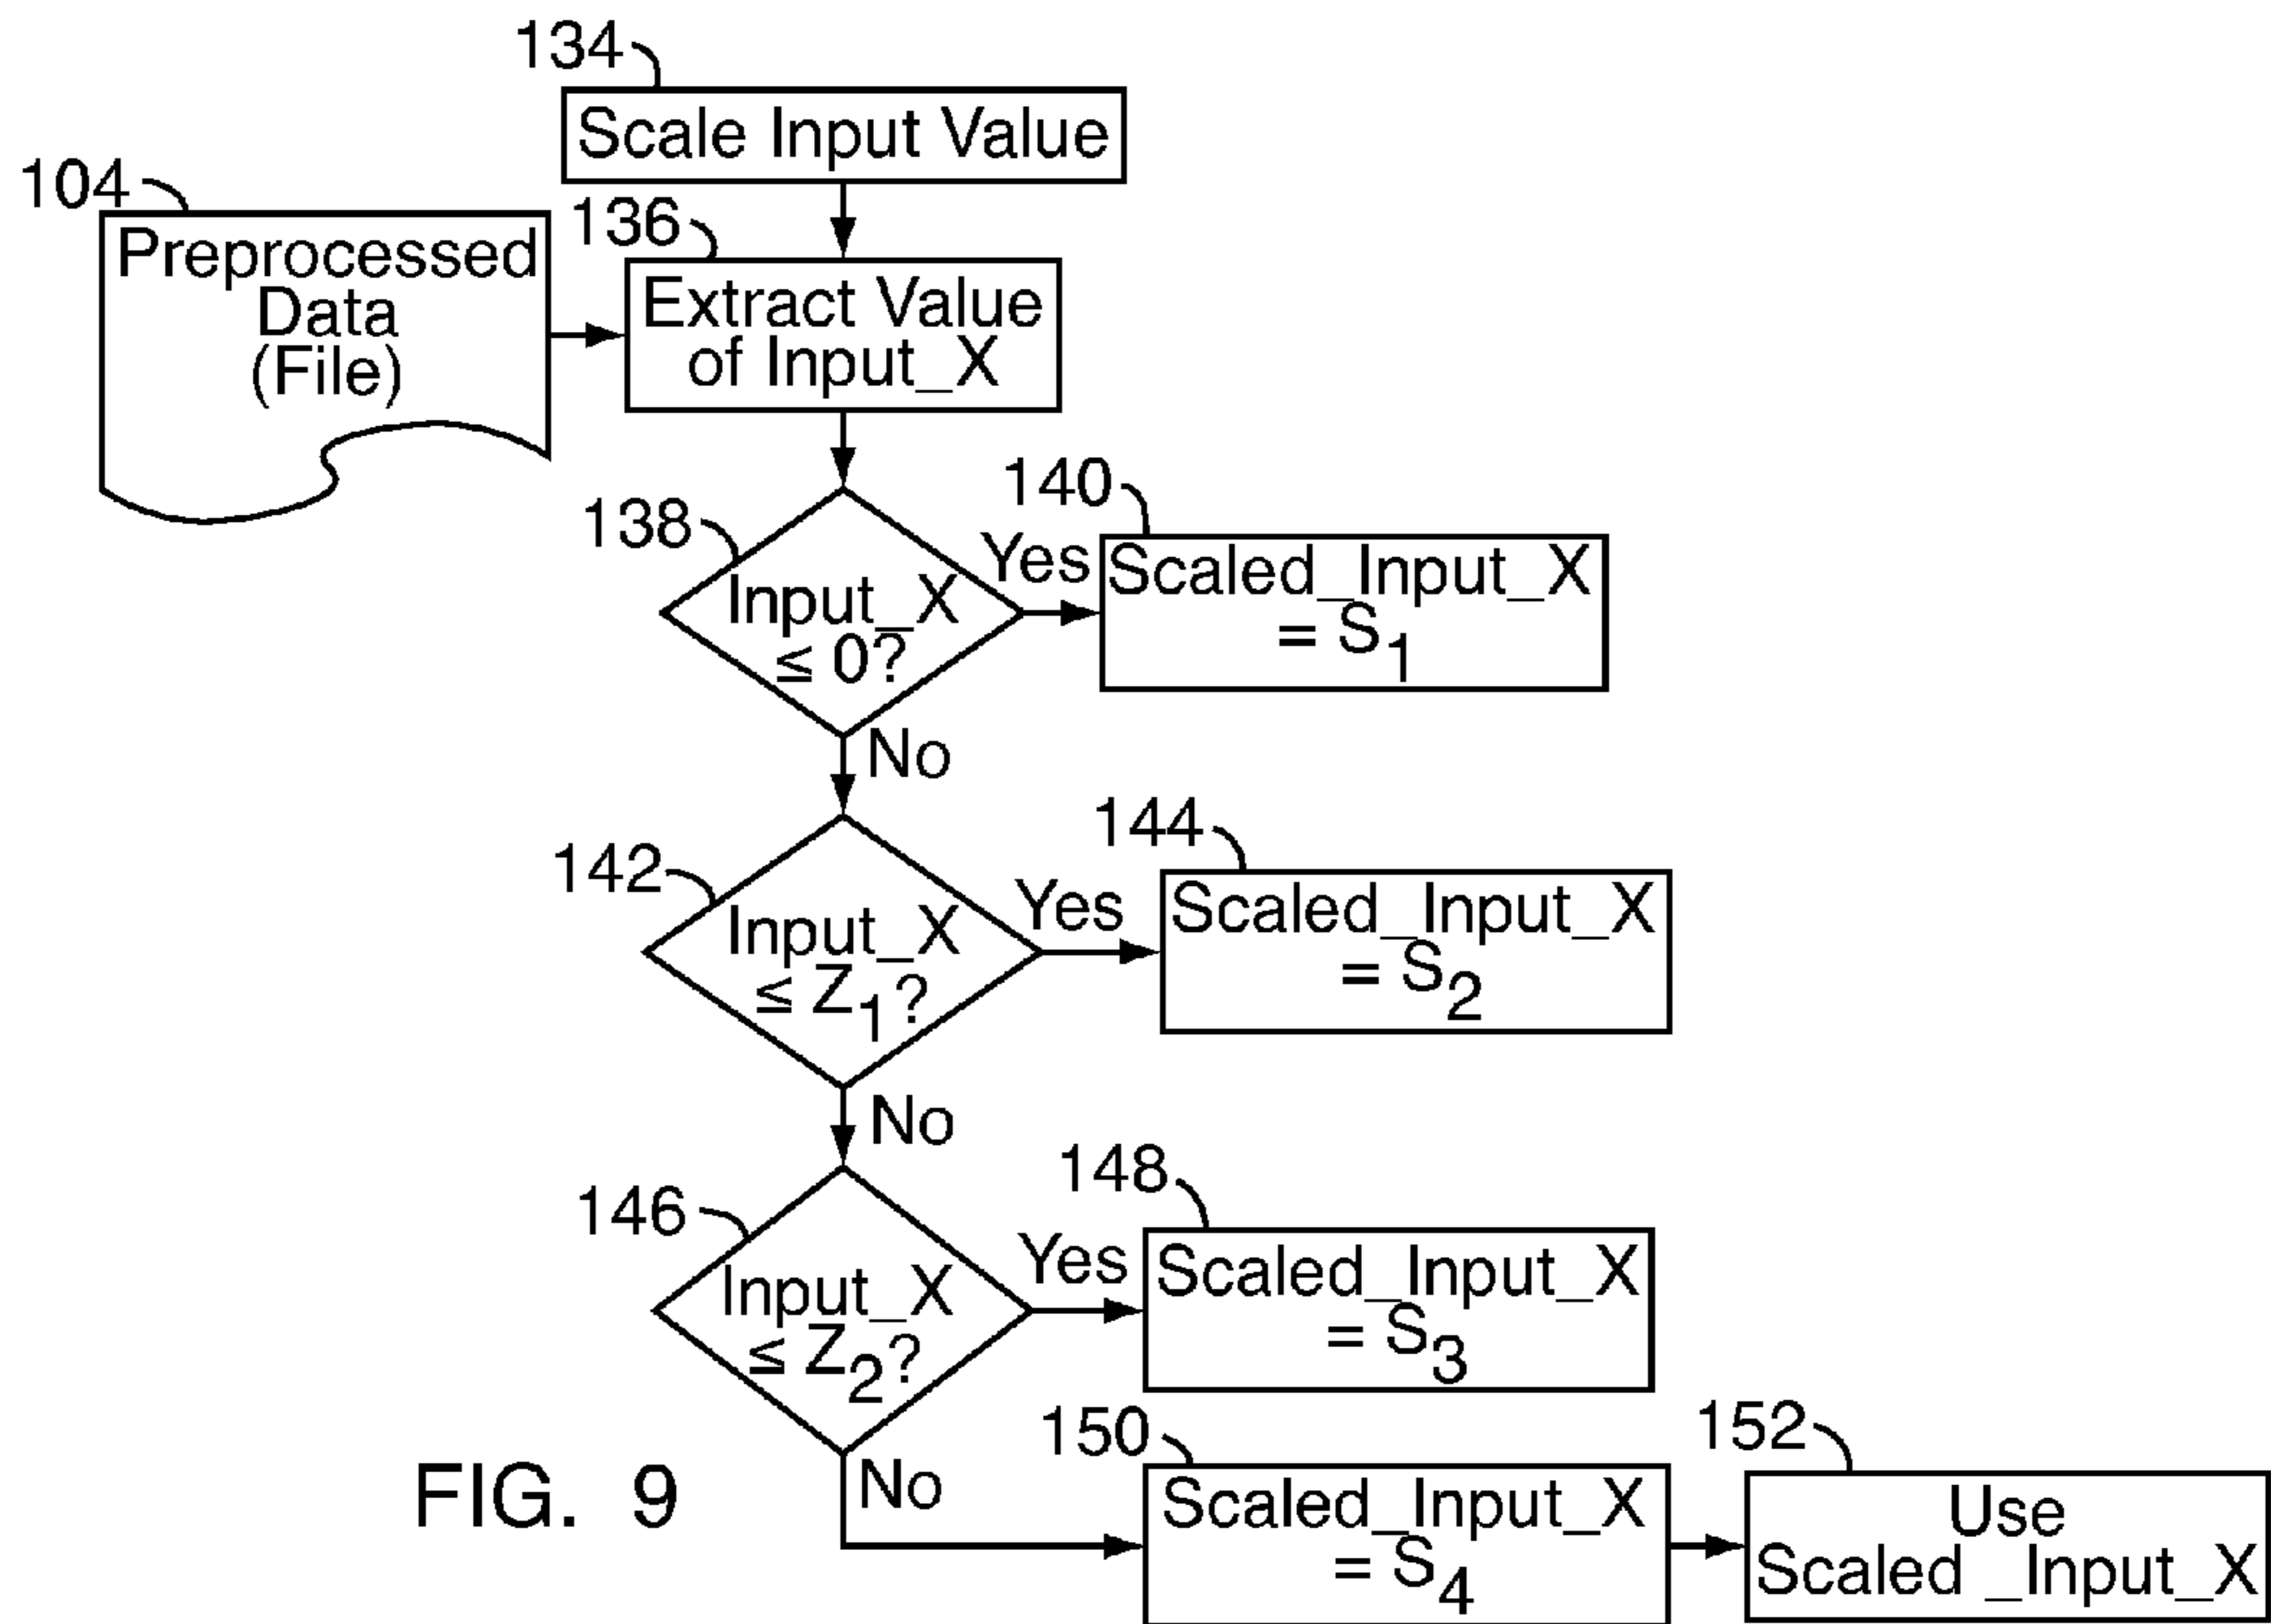 134
Scale Input Value
104
Preprocessed
Data
(File)
136
Extract Value
of Input_X
138
Input_X
≤ 0?
Yes
140
Scaled_Input_X
= S1
No
142
Input_X
≤ Z1?
Yes
144
Scaled_Input_X
= S2
No
146
Input_X
≤ Z2?
Yes
148
Scaled_Input_X
= S3
No
150
Scaled_Input_X
= S4
152
Use
Scaled _Input_X
FIG. 9